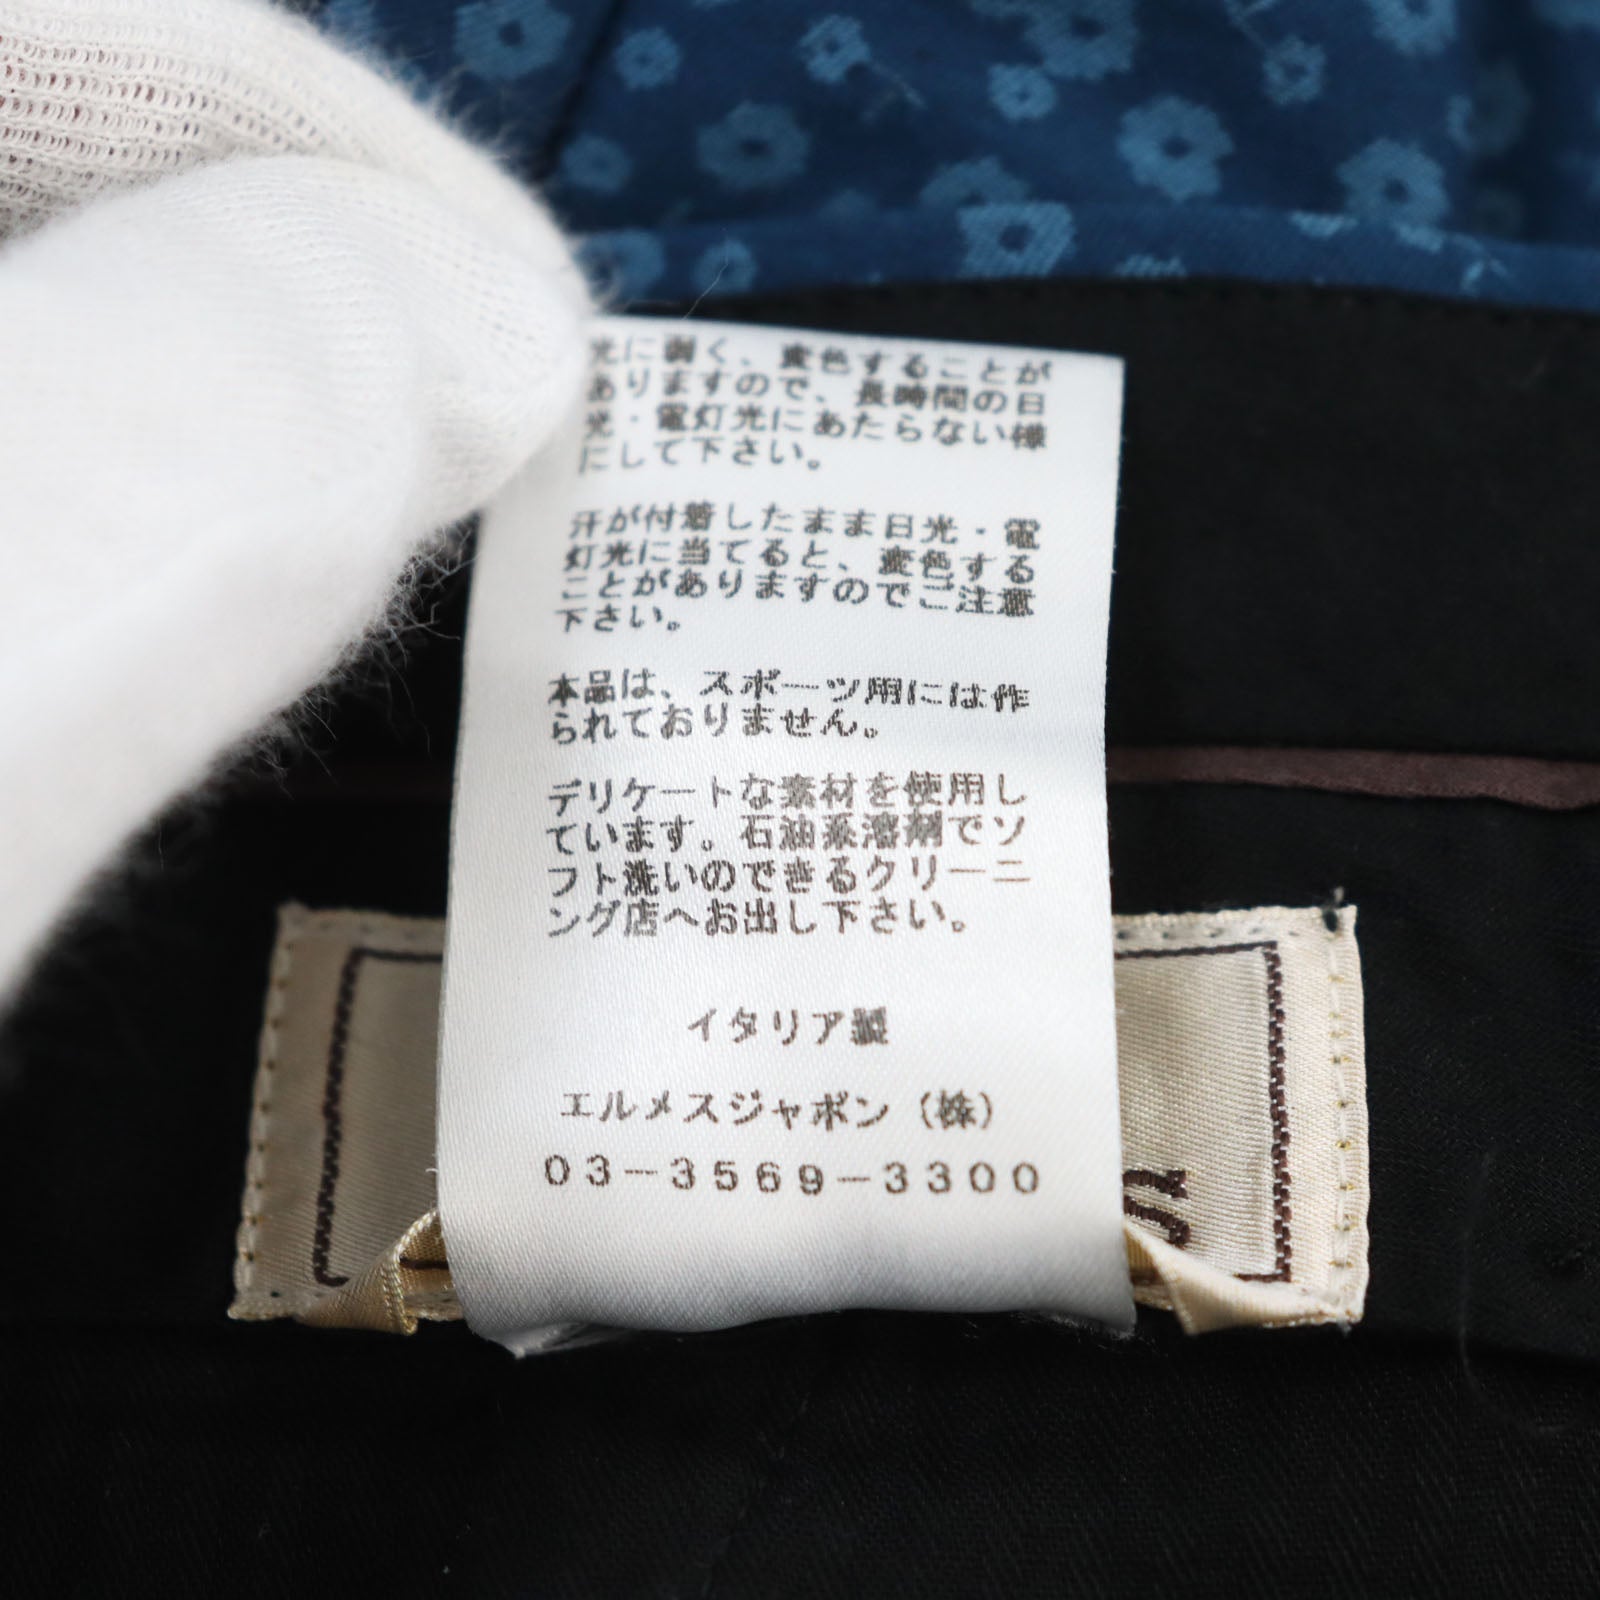 光に剥く、変色することが
ありますので、長時間の日
光・電灯光にあたらない様
にして下さい。
汗が付着したまま日光・電
灯光に当てると、変色する
ことがありますのでご注意
下さい。
本品は、スポーツ用には作
られておりません。
デリケートな素材を使用し
ています。石油系溶剤でソ
フト洗いのできるクリーニ
ング店へお出し下さい。
イタリア製
エルメスジャポン（株）
03－3569－3300